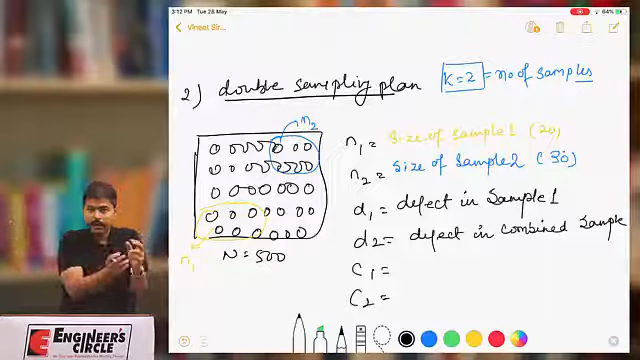 3:12 PM Tue 28 May
64%
Vineet Sir...
2) double sampling plan
K=2 = no of samples
n2
n1 = Size of Sample 1 (20)
n2 = Size of Sample 2 (30)
d1 = defect in Sample 1
d2 = defect in Combined Sample
n1
N = 500
C1 =
C2 =
ENGINEER'S
CIRCLE